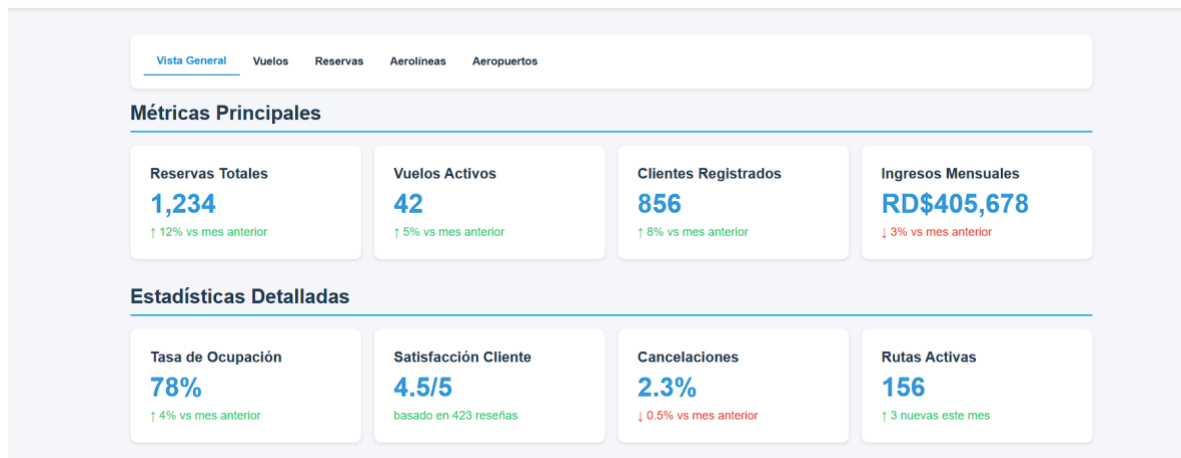 Vista General Vuelos Reservas Aerolíneas Aeropuertos
Métricas Principales
Reservas Totales
1,234
↑ 12% vs mes anterior
Vuelos Activos
42
↑ 5% vs mes anterior
Clientes Registrados
856
↑ 8% vs mes anterior
Ingresos Mensuales
RD$405,678
↓ 3% vs mes anterior
Estadísticas Detalladas
Tasa de Ocupación
78%
↑ 4% vs mes anterior
Satisfacción Cliente
4.5/5
basado en 423 reseñas
Cancelaciones
2.3%
↓ 0.5% vs mes anterior
Rutas Activas
156
↑ 3 nuevas este mes